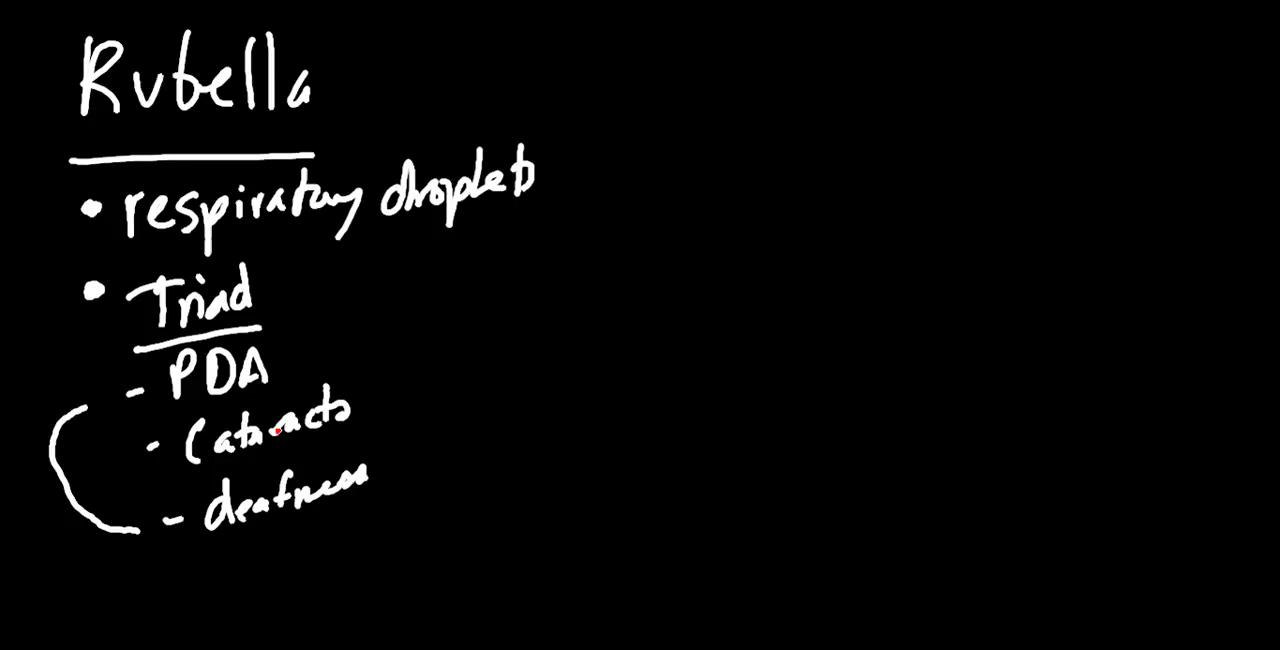 Rubella
• respiratory droplets
• Triad
- PDA
- Cataracts
- deafness